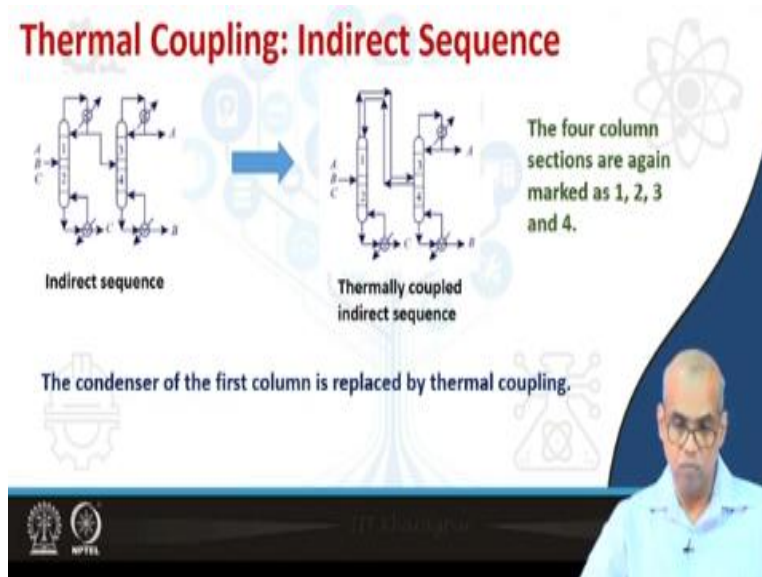 Thermal Coupling: Indirect Sequence
A
B
C
1
2
3
4
A
C
B
Indirect sequence
A
B
C
1
2
3
4
A
C
B
Thermally coupled
indirect sequence
The four column
sections are again
marked as 1, 2, 3
and 4.
The condenser of the first column is replaced by thermal coupling.
NPTEL
IIT Kharagpur